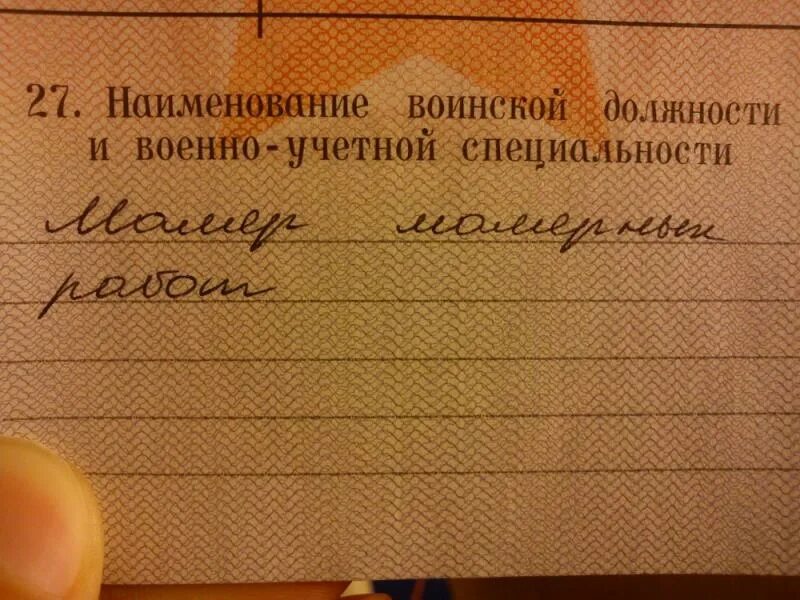 27. Наименование воинской должности
и военно-учетной специальности
Маляр малярных
работ